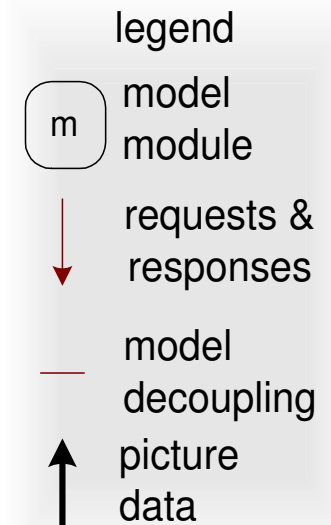 legend
m
model
module
requests &
responses
model
decoupling
picture
data